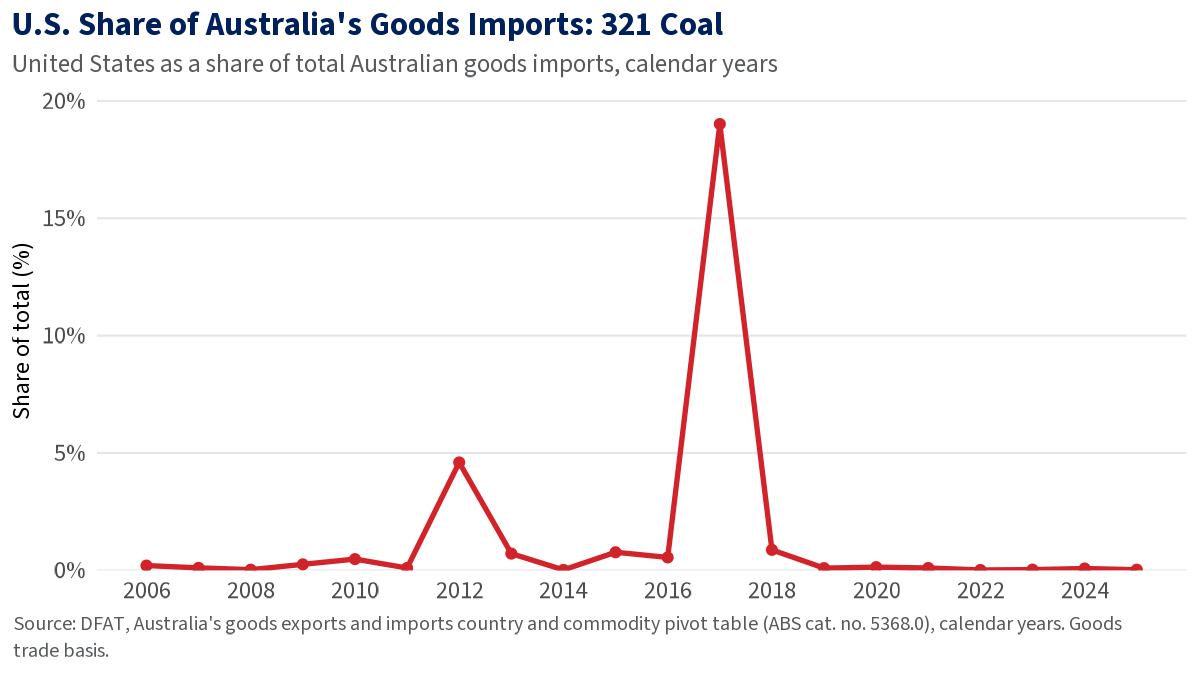 U.S. Share of Australia's Goods Imports: 321 Coal
United States as a share of total Australian goods imports, calendar years
Share of total (%)
20%
15%
10%
5%
0%
2006 2008 2010 2012 2014 2016 2018 2020 2022 2024
Source: DFAT, Australia's goods exports and imports country and commodity pivot table (ABS cat. no. 5368.0), calendar years. Goods
trade basis.